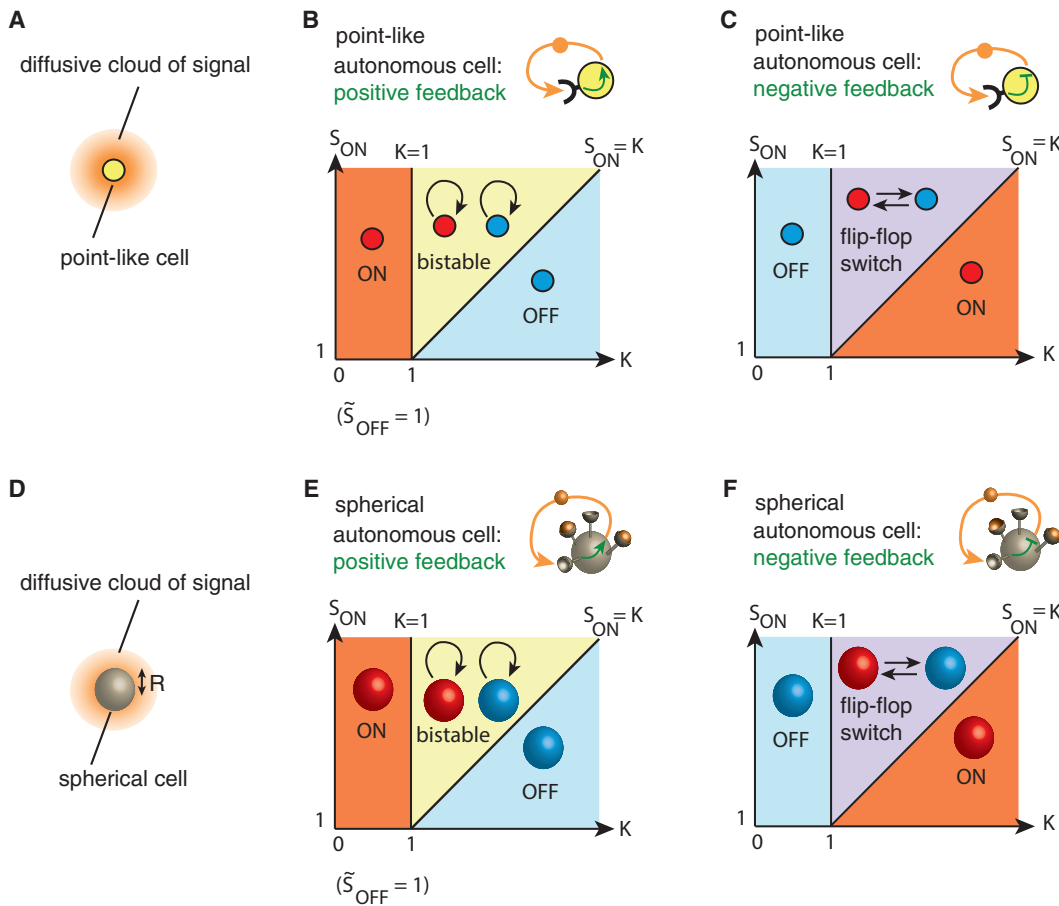 A
diffusive cloud of signal
point-like cell
B
point-like
autonomous cell:
positive feedback
S_ON
K=1
S_ON = K
ON
bistable
OFF
1
0
1
K
(S̃_OFF = 1)
C
point-like
autonomous cell:
negative feedback
S_ON
K=1
S_ON = K
OFF
flip-flop
switch
ON
1
0
1
K
D
diffusive cloud of signal
R
spherical cell
E
spherical
autonomous cell:
positive feedback
S_ON
K=1
S_ON = K
ON
bistable
OFF
1
0
1
K
(S̃_OFF = 1)
F
spherical
autonomous cell:
negative feedback
S_ON
K=1
S_ON = K
OFF
flip-flop
switch
ON
1
0
1
K